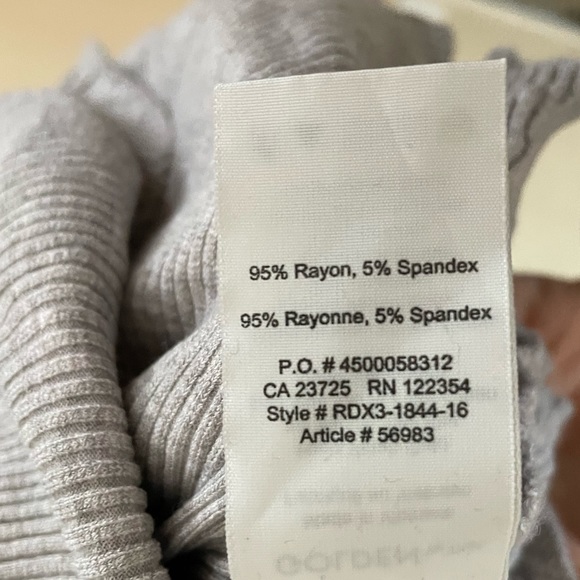 95% Rayon, 5% Spandex
95% Rayonne, 5% Spandex
P.O. # 4500058312
CA 23725 RN 122354
Style # RDX3-1844-16
Article # 56983